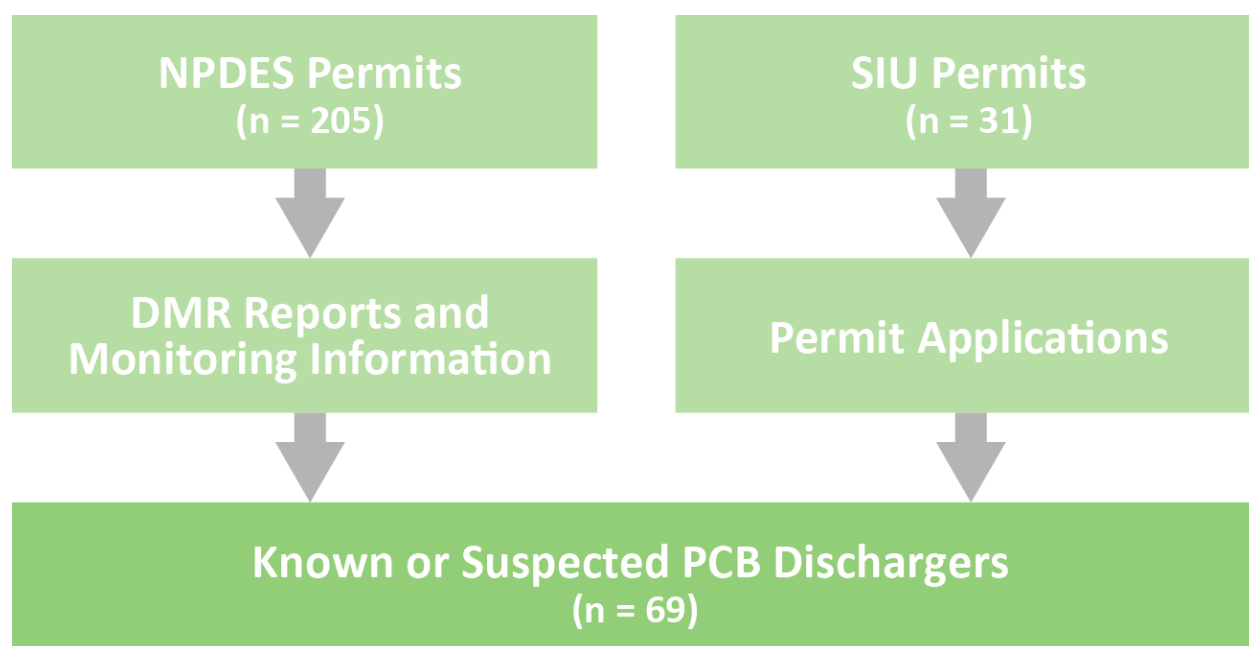 NPDES Permits
(n = 205)
SIU Permits
(n = 31)
DMR Reports and
Monitoring Information
Permit Applications
Known or Suspected PCB Dischargers
(n = 69)